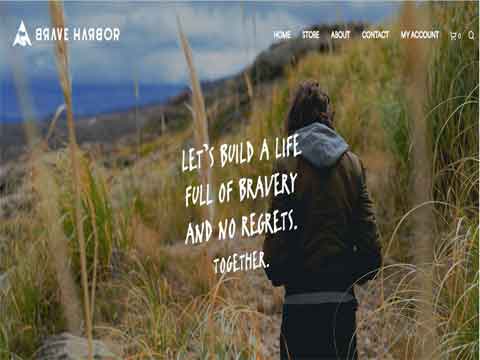 BRAVE HARBOR
HOME STORE ABOUT CONTACT MY ACCOUNT 0
LET'S BUILD A LIFE
FULL OF BRAVERY
AND NO REGRETS.
TOGETHER.